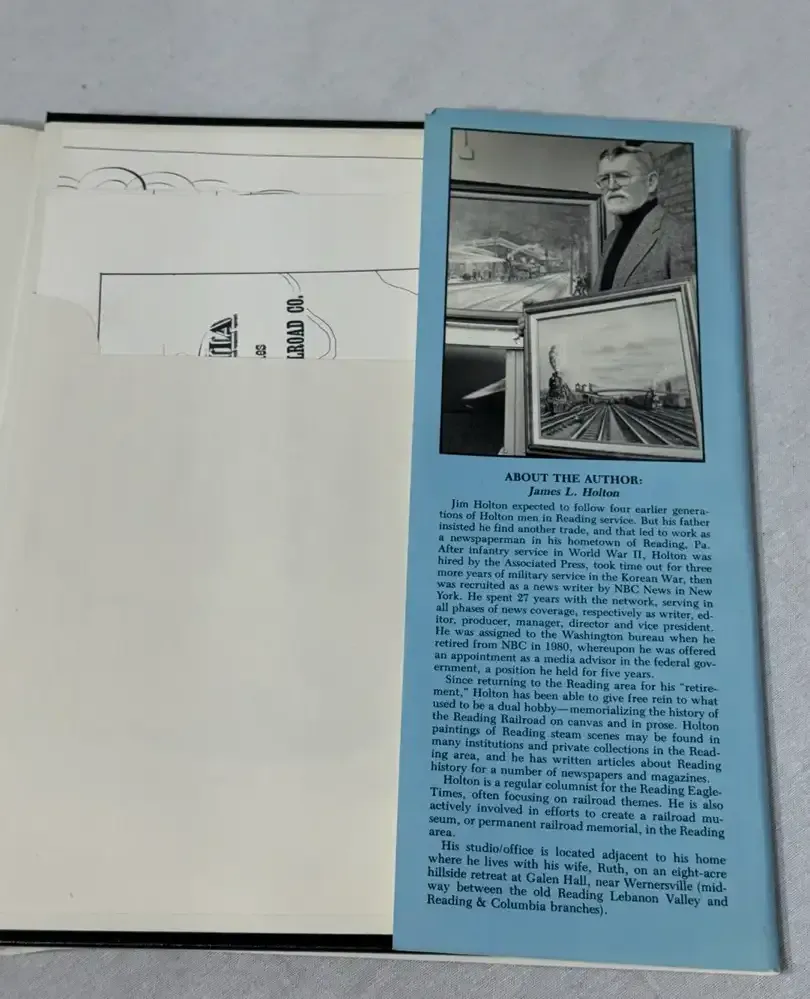 LROAD CO.
ABOUT THE AUTHOR:
James L. Holton
Jim Holton expected to follow four earlier genera-
tions of Holton men in Reading service. But his father
insisted he find another trade, and that led to work as
a newspaperman in his hometown of Reading, Pa.
After infantry service in World War II, Holton was
hired by the Associated Press, took time out for three
more years of military service in the Korean War, then
was recruited as a news writer by NBC News in New
York. He spent 27 years with the network, serving in
all phases of news coverage, respectively as writer, ed-
itor, producer, manager, director and vice president.
He was assigned to the Washington bureau when he
retired from NBC in 1980, whereupon he was offered
an appointment as a media advisor in the federal gov-
ernment, a position he held for five years.
Since returning to the Reading area for his "retire-
ment," Holton has been able to give free rein to what
used to be a dual hobby—memorializing the history of
the Reading Railroad on canvas and in prose. Holton
paintings of Reading steam scenes may be found in
many institutions and private collections in the Read-
ing area, and he has written articles about Reading
history for a number of newspapers and magazines.
Holton is a regular columnist for the Reading Eagle-
Times, often focusing on railroad themes. He is also
actively involved in efforts to create a railroad mu-
seum, or permanent railroad memorial, in the Reading
area.
His studio/office is located adjacent to his home
where he lives with his wife, Ruth, on an eight-acre
hillside retreat at Galen Hall, near Wernersville (mid-
way between the old Reading Lebanon Valley and
Reading & Columbia branches).